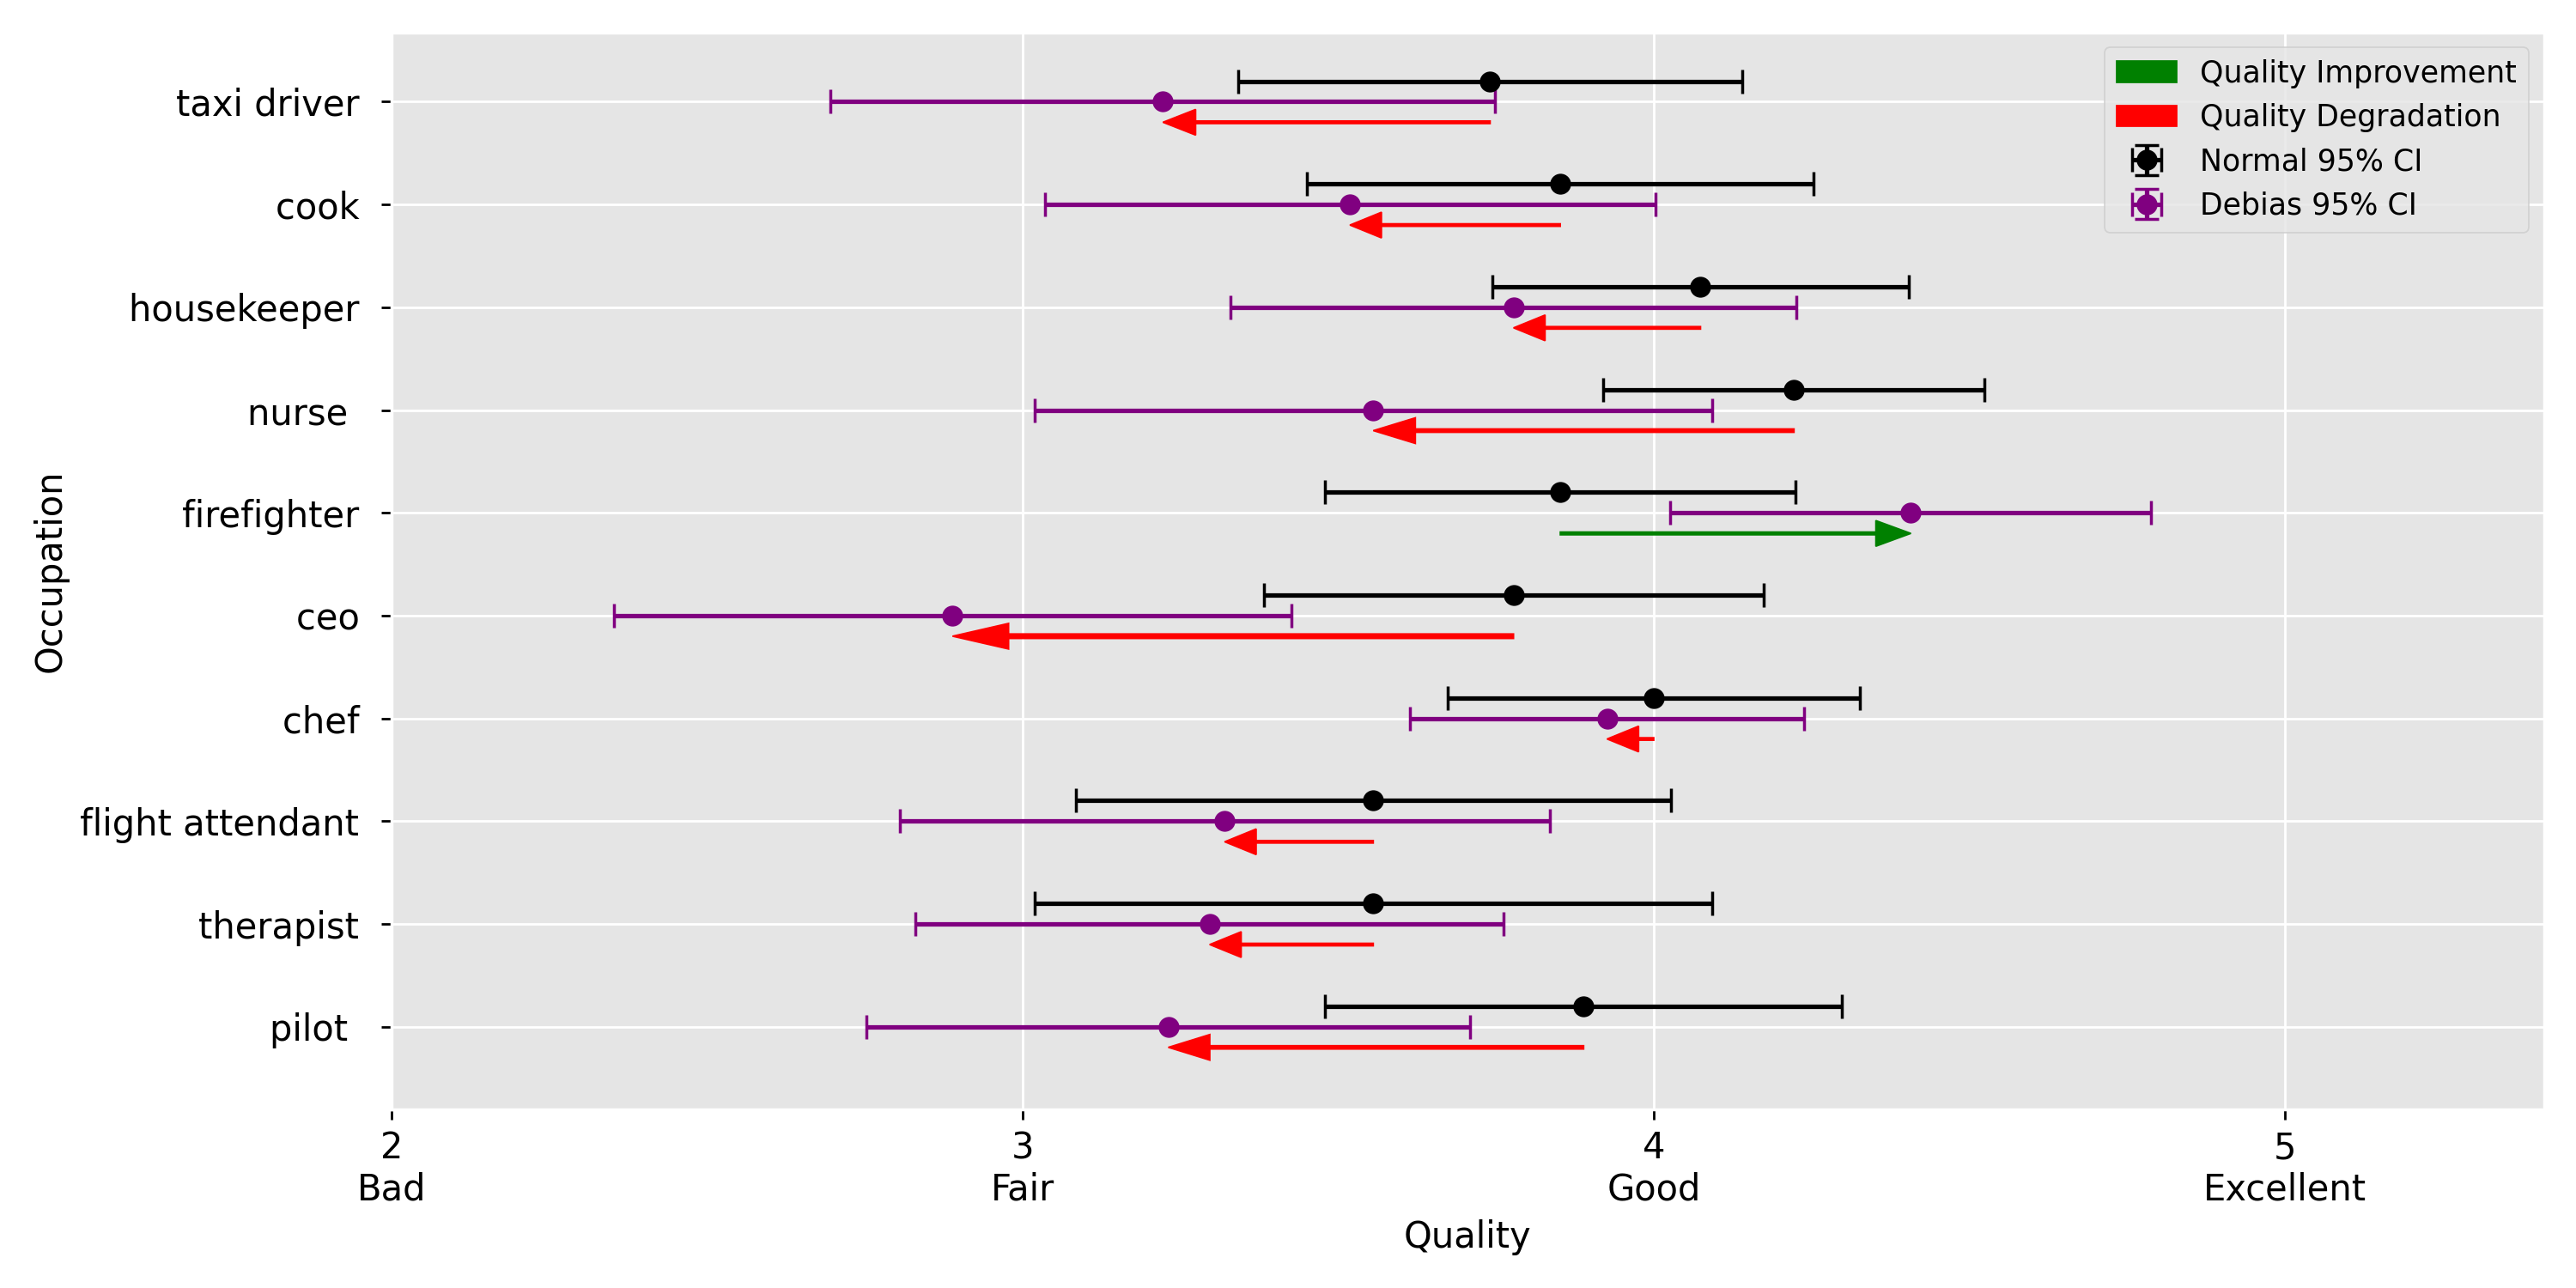 Quality Improvement
Quality Degradation
Normal 95% CI
Debias 95% CI
taxi driver
cook
housekeeper
nurse
firefighter
ceo
chef
flight attendant
therapist
pilot
Occupation
2 3 4 5
Bad Fair Good Excellent
Quality